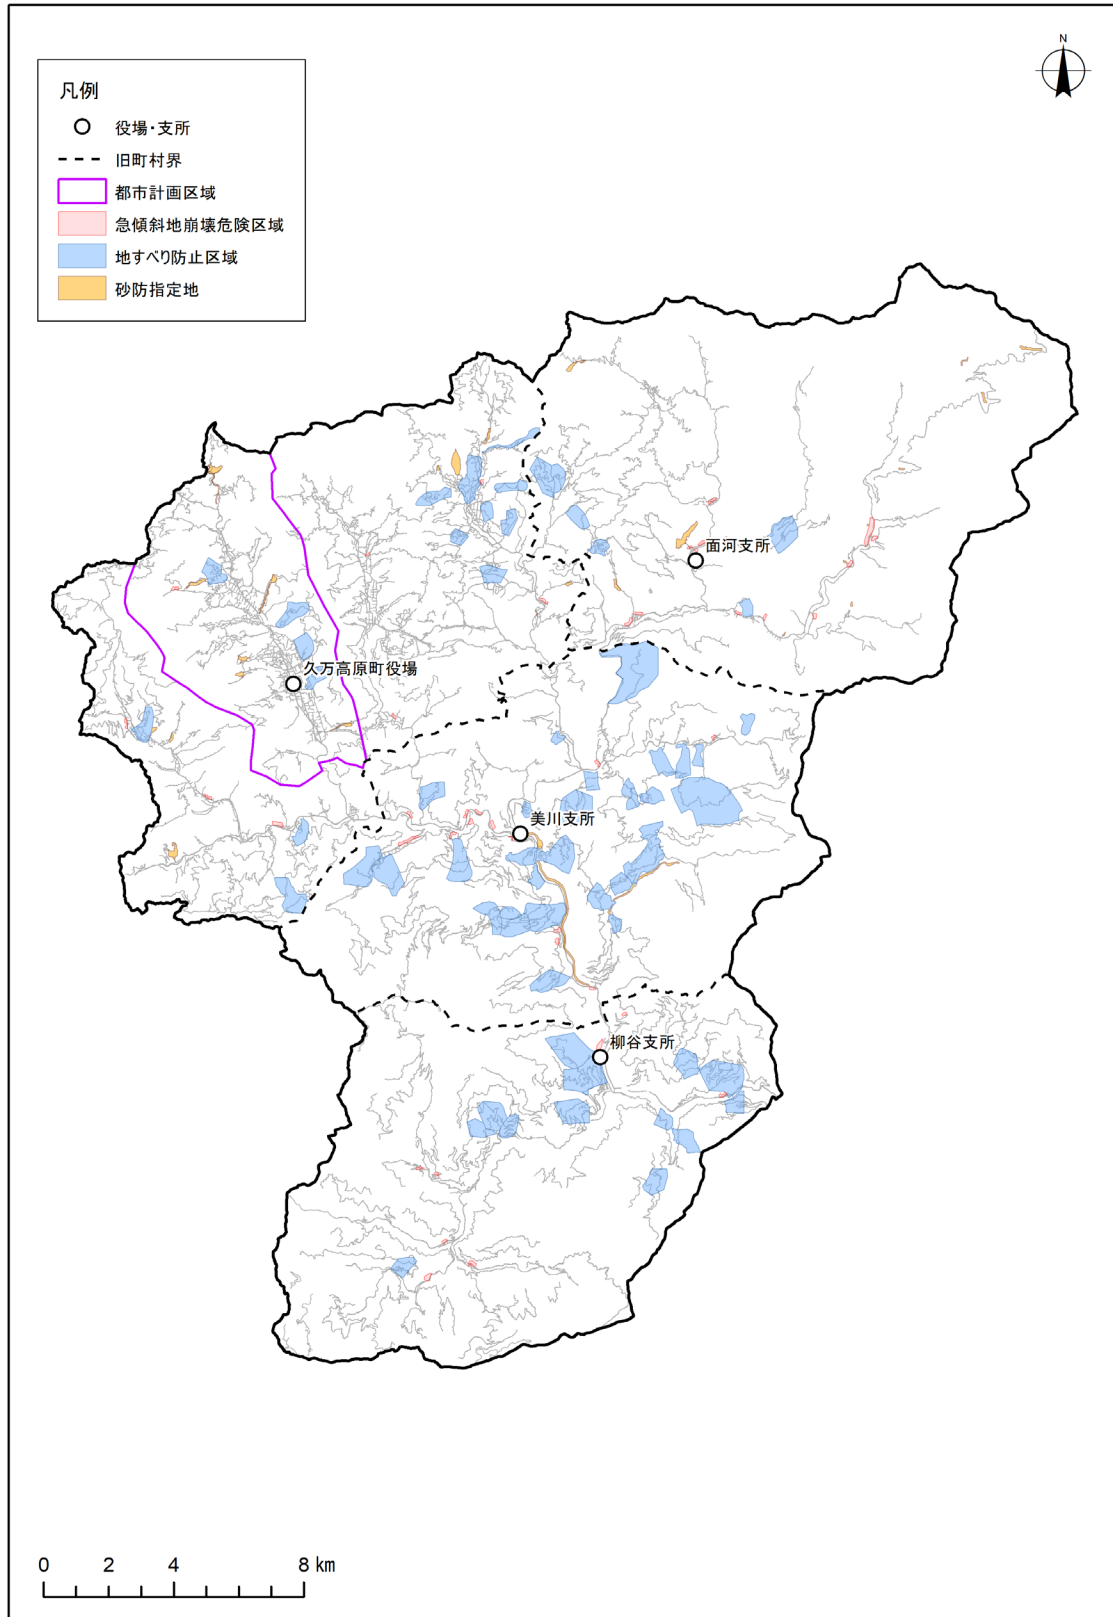 N
凡例
役場・支所
旧町村界
都市計画区域
急傾斜地崩壊危険区域
地すべり防止区域
砂防指定地
面河支所
久万高原町役場
美川支所
柳谷支所
0 2 4 8 km